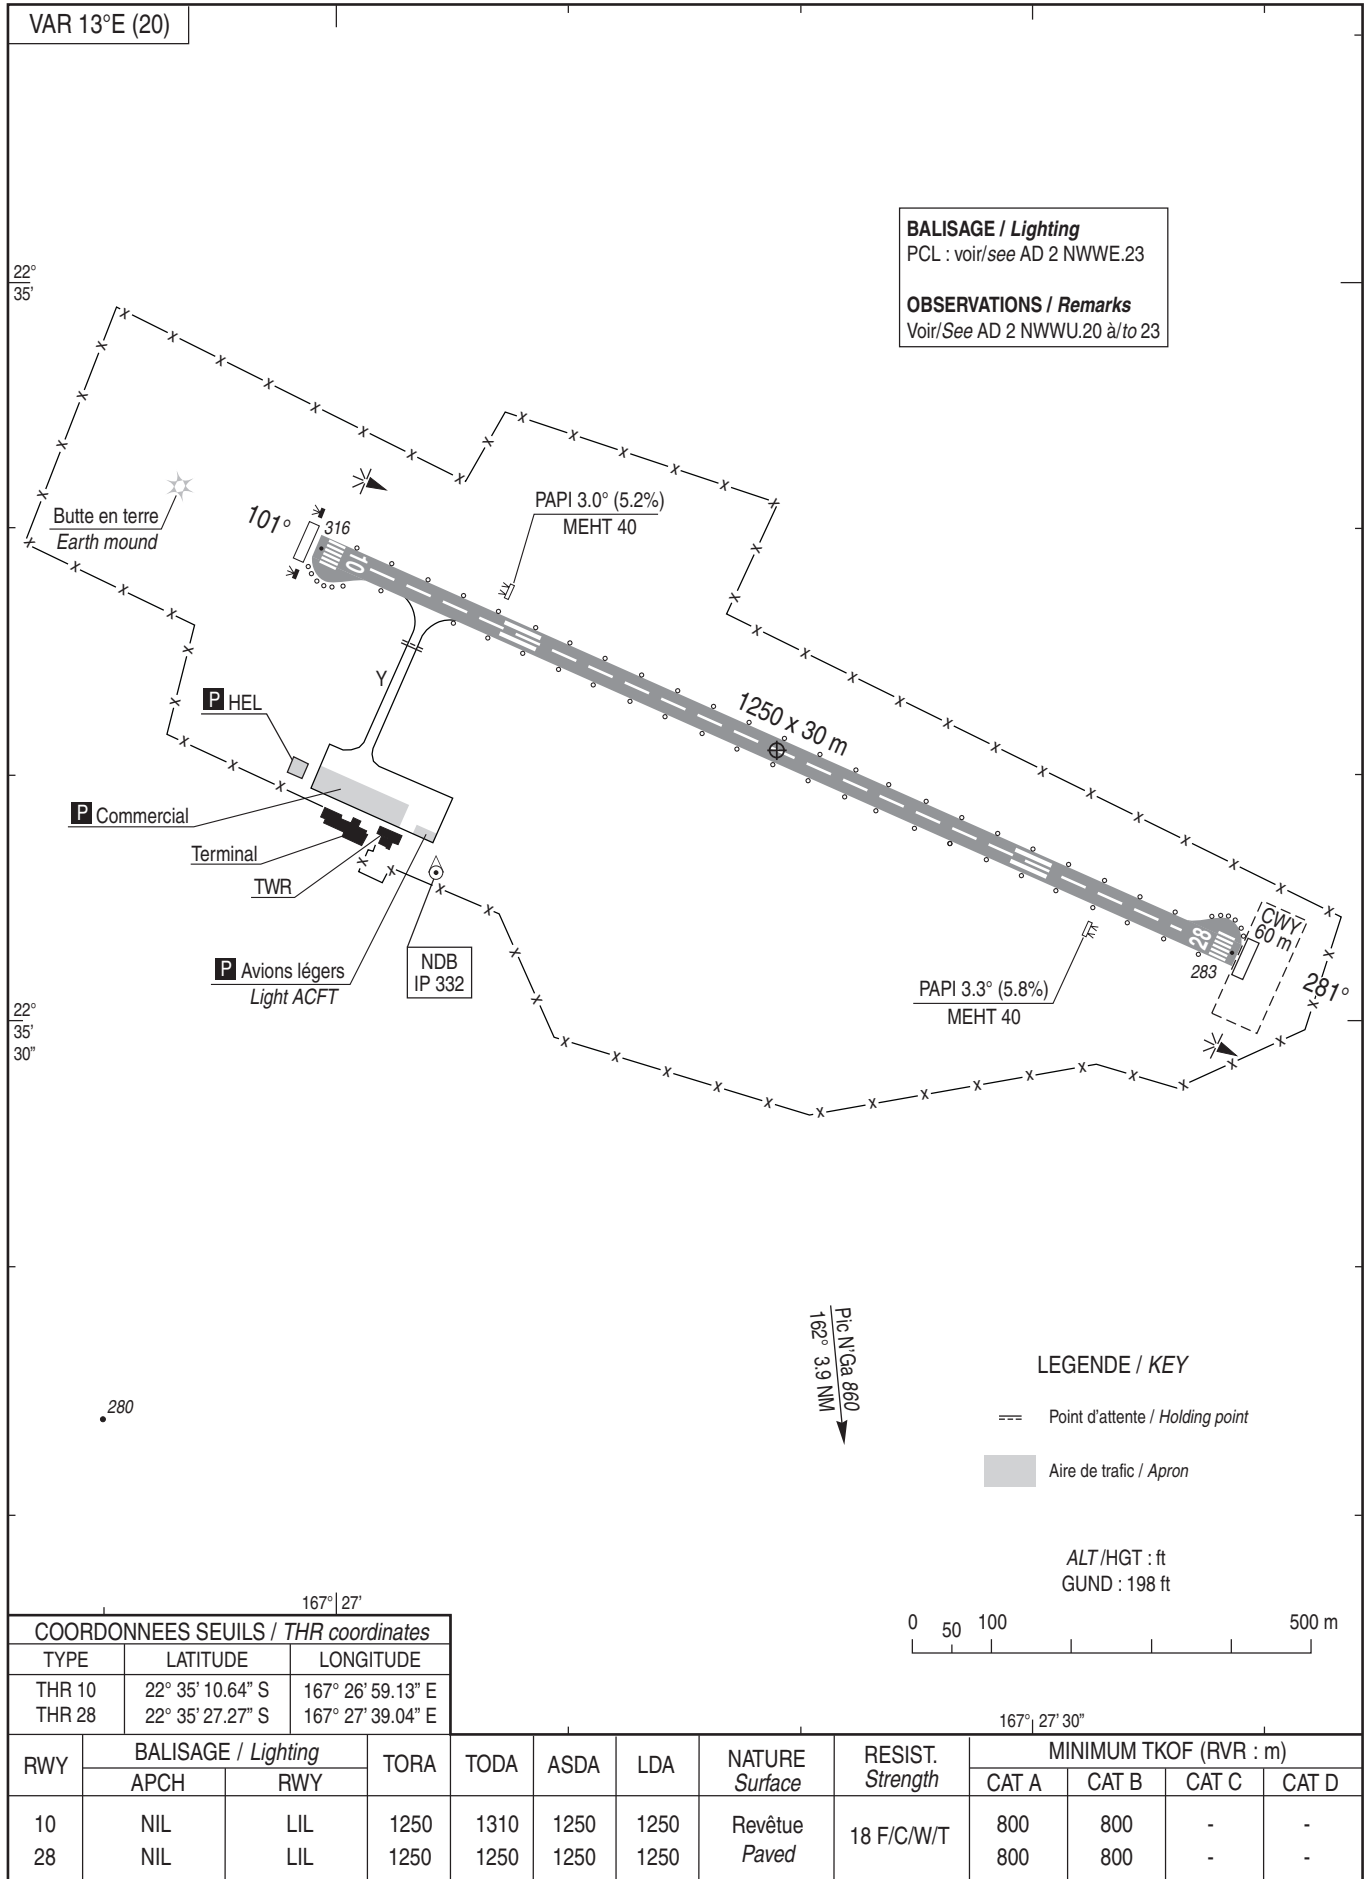 VAR 13°E (20)
BALISAGE / Lighting
PCL : voir/see AD 2 NWWE.23
OBSERVATIONS / Remarks
Voir/See AD 2 NWWU.20 à/to 23
22°
35'
Butte en terre
Earth mound
101°
316
PAPI 3.0° (5.2%)
MEHT 40
10
Y
P HEL
1250 x 30 m
P Commercial
Terminal
TWR
P Avions légers
Light ACFT
NDB
IP 332
CWY
60 m
28
283
281°
PAPI 3.3° (5.8%)
MEHT 40
22°
35'
30"
Pic N'Ga 860
162° 3.9 NM
LEGENDE / KEY
Point d'attente / Holding point
Aire de trafic / Apron
280
ALT /HGT : ft
GUND : 198 ft
0 50 100 500 m
167° 27'
167° 27' 30"
COORDONNEES SEUILS / THR coordinates
TYPE LATITUDE LONGITUDE
THR 10 22° 35' 10.64" S 167° 26' 59.13" E
THR 28 22° 35' 27.27" S 167° 27' 39.04" E
RWY BALISAGE / Lighting TORA TODA ASDA LDA NATURE RESIST. MINIMUM TKOF (RVR : m)
APCH RWY Surface Strength CAT A CAT B CAT C CAT D
10 NIL LIL 1250 1310 1250 1250 Revêtue 18 F/C/W/T 800 800 - -
28 NIL LIL 1250 1250 1250 1250 Paved 800 800 - -